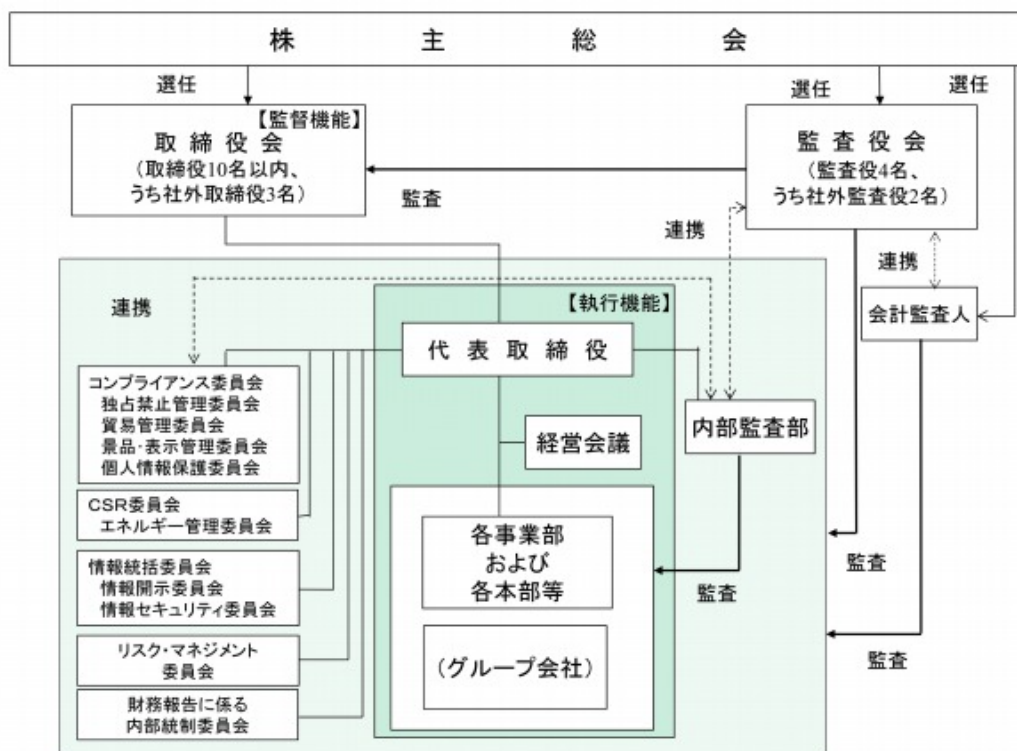 株主総会
選任
選任
選任
【監督機能】
取締役会
(取締役10名以内、
うち社外取締役3名)
監査役会
(監査役4名、
うち社外監査役2名)
監査
連携
連携
会計監査人
連携
【執行機能】
代表取締役
コンプライアンス委員会
独占禁止管理委員会
貿易管理委員会
景品・表示管理委員会
個人情報保護委員会
経営会議
内部監査部
CSR委員会
エネルギー管理委員会
各事業部
および
各本部等
情報統括委員会
情報開示委員会
情報セキュリティ委員会
監査
監査
監査
リスク・マネジメント
委員会
(グループ会社)
財務報告に係る
内部統制委員会